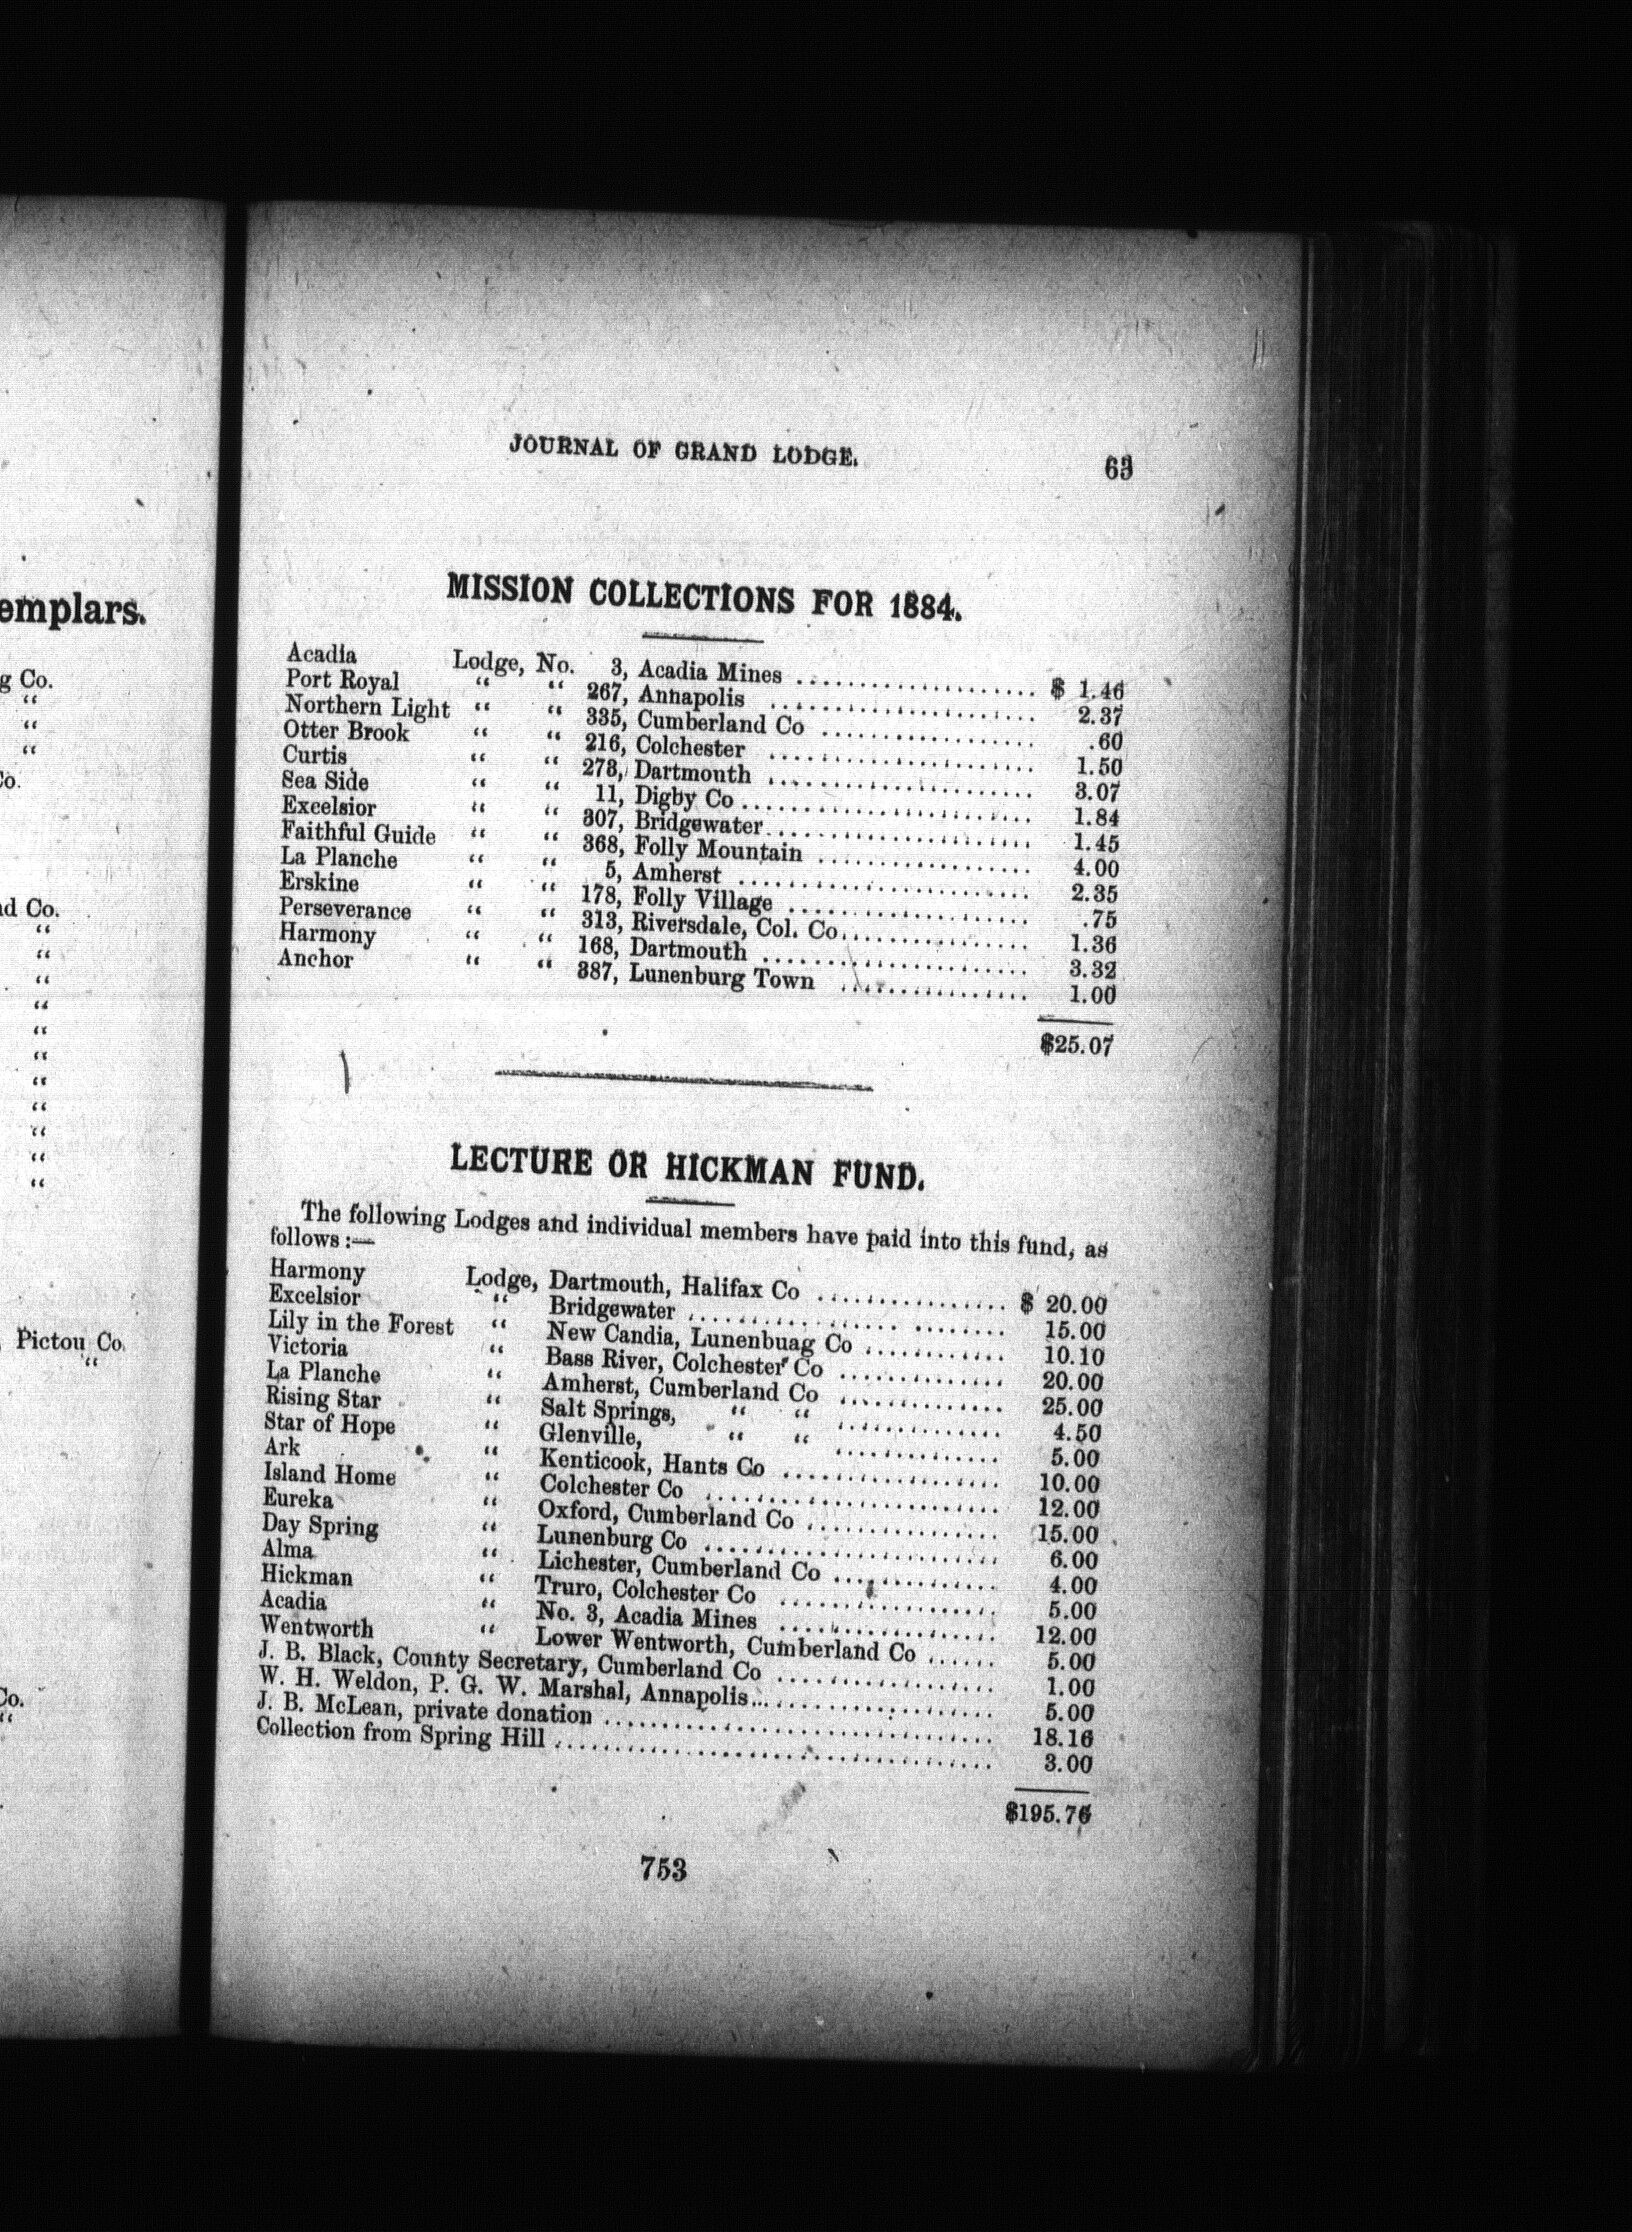 JOURNAL OF GRAND LODGE. 63
emplars.
g Co.
“
“
“
Co.
nd Co.
“
“
“
“
“
“
“
“
“
“
“
Pictou Co.
“
Co.
“
MISSION COLLECTIONS FOR 1884.
Acadia Lodge, No. 3, Acadia Mines .................... $ 1.46
Port Royal “ “ 267, Annapolis .................... 2.37
Northern Light “ “ 335, Cumberland Co .................... .60
Otter Brook “ “ 216, Colchester .................... 1.50
Curtis “ “ 278, Dartmouth .................... 3.07
Sea Side “ “ 11, Digby Co .................... 1.84
Excelsior “ “ 307, Bridgewater .................... 1.45
Faithful Guide “ “ 368, Folly Mountain .................... 4.00
La Planche “ “ 5, Amherst .................... 2.35
Erskine “ “ 178, Folly Village .................... .75
Perseverance “ “ 313, Riversdale, Col. Co .................... 1.36
Harmony “ “ 168, Dartmouth .................... 3.32
Anchor “ “ 387, Lunenburg Town .................... 1.00
$25.07
LECTURE OR HICKMAN FUND.
The following Lodges and individual members have paid into this fund, as
follows :—
Harmony Lodge, Dartmouth, Halifax Co .................... $ 20.00
Excelsior “ Bridgewater .................... 15.00
Lily in the Forest “ New Candia, Lunenbuag Co .................... 10.10
Victoria “ Bass River, Colchester Co .................... 20.00
La Planche “ Amherst, Cumberland Co .................... 25.00
Rising Star “ Salt Springs, “ “ .................... 4.50
Star of Hope “ Glenville, “ “ .................... 5.00
Ark “ Kenticook, Hants Co .................... 10.00
Island Home “ Colchester Co .................... 12.00
Eureka “ Oxford, Cumberland Co .................... 15.00
Day Spring “ Lunenburg Co .................... 6.00
Alma “ Lichester, Cumberland Co .................... 4.00
Hickman “ Truro, Colchester Co .................... 5.00
Acadia “ No. 3, Acadia Mines .................... 12.00
Wentworth “ Lower Wentworth, Cumberland Co ...... 5.00
J. B. Black, County Secretary, Cumberland Co .................... 1.00
W. H. Weldon, P. G. W. Marshal, Annapolis .................... 5.00
J. B. McLean, private donation .................... 18.16
Collection from Spring Hill .................... 3.00
$195.76
753